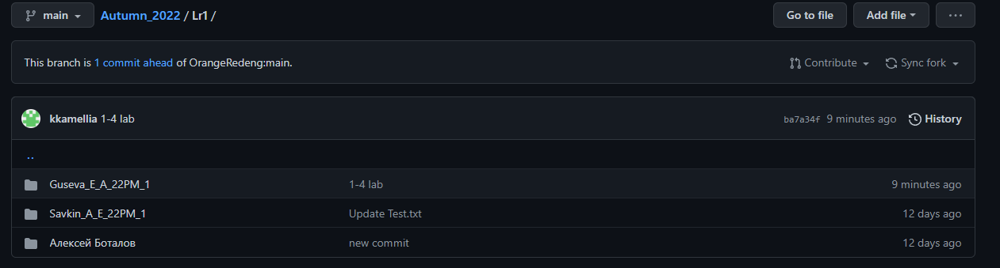 main Autumn_2022 / Lr1 / Go to file Add file ...
This branch is 1 commit ahead of OrangeRedeng:main. Contribute Sync fork
kkamellia 1-4 lab ba7a34f 9 minutes ago History
..
Guseva_E_A_22PM_1 1-4 lab 9 minutes ago
Savkin_A_E_22PM_1 Update Test.txt 12 days ago
Алексей Боталов new commit 12 days ago